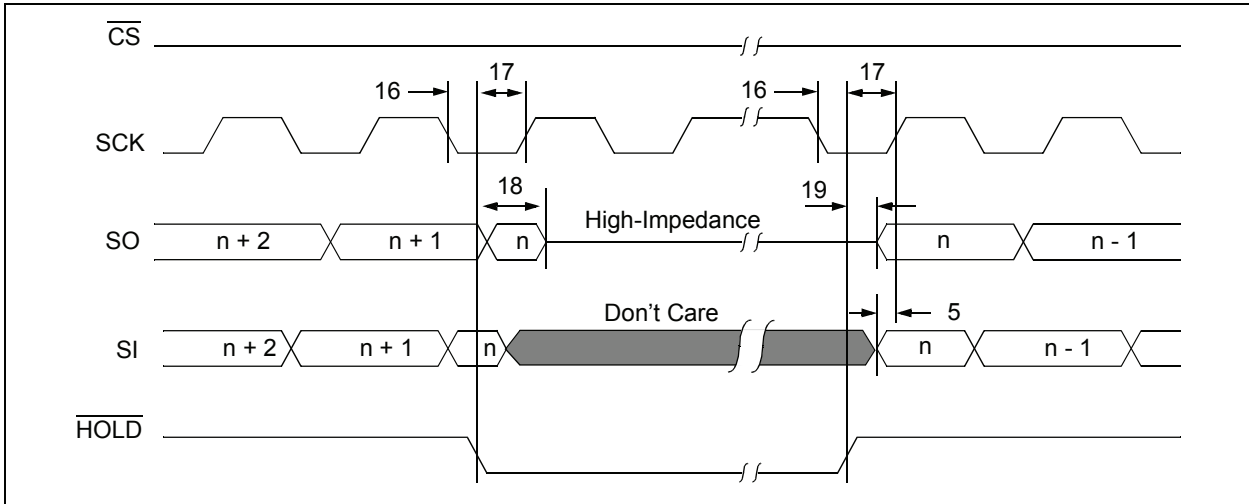 CS
16 17 16 17
SCK
18 19
High-Impedance
SO n + 2 n + 1 n n n - 1
Don't Care 5
SI n + 2 n + 1 n n n - 1
HOLD